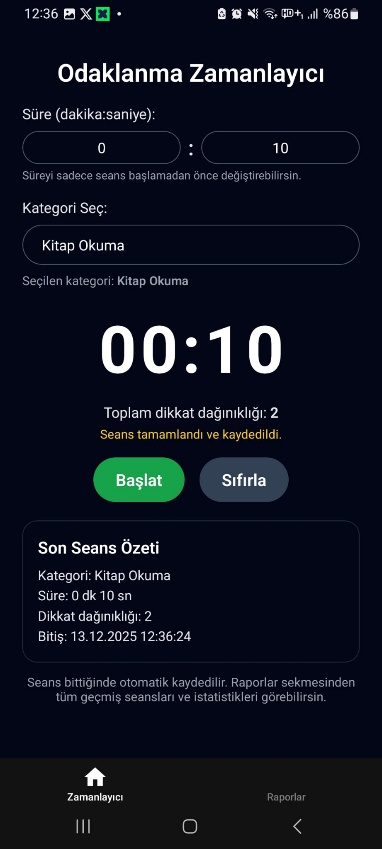 12:36 %86
Odaklanma Zamanlayıcı
Süre (dakika:saniye):
0 : 10
Süreyi sadece seans başlamadan önce değiştirebilirsin.
Kategori Seç:
Kitap Okuma
Seçilen kategori: Kitap Okuma
00:10
Toplam dikkat dağınıklığı: 2
Seans tamamlandı ve kaydedildi.
Başlat Sıfırla
Son Seans Özeti
Kategori: Kitap Okuma
Süre: 0 dk 10 sn
Dikkat dağınıklığı: 2
Bitiş: 13.12.2025 12:36:24
Seans bittiğinde otomatik kaydedilir. Raporlar sekmesinden
tüm geçmiş seansları ve istatistikleri görebilirsin.
Zamanlayıcı Raporlar